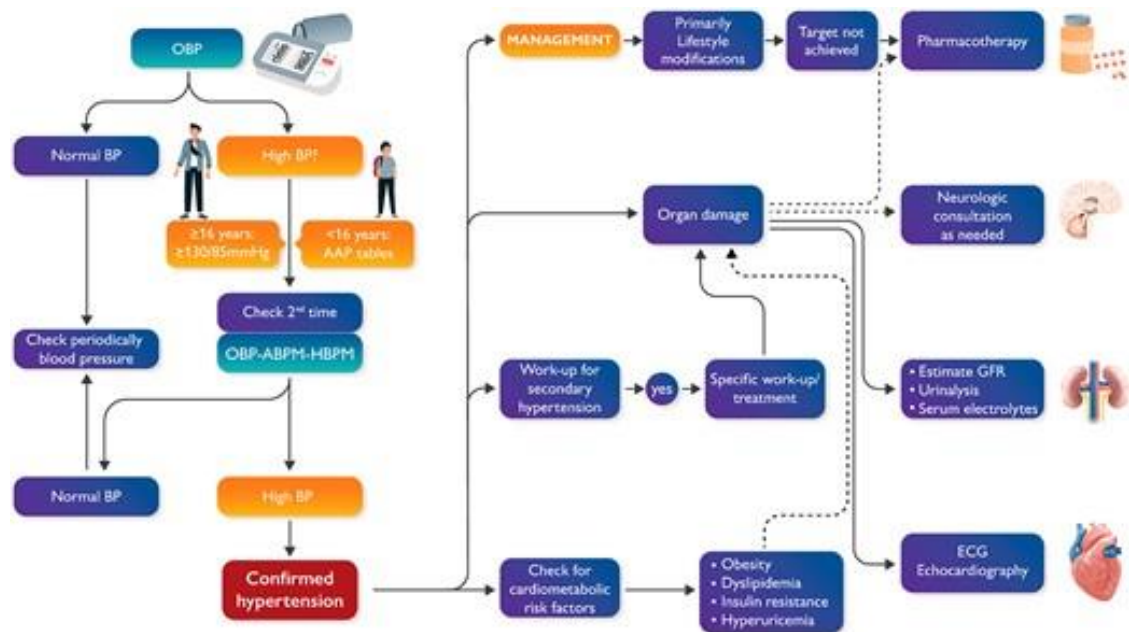 OBP
Normal BP
High BP?
≥16 years:
≥130/85mmHg
<16 years:
AAP tables
Check 2nd time
OBP-ABPM-HBPM
Check periodically
blood pressure
Normal BP
High BP
Confirmed
hypertension
MANAGEMENT
Primarily
Lifestyle
modifications
Target not
achieved
Pharmacotherapy
Organ damage
Neurologic
consultation
as needed
Work-up for
secondary
hypertension
yes
Specific work-up/
treatment
• Estimate GFR
• Urinalysis
• Serum electrolytes
Check for
cardiometabolic
risk factors
• Obesity
• Dyslipidemia
• Insulin resistance
• Hyperuricemia
ECG
Echocardiography